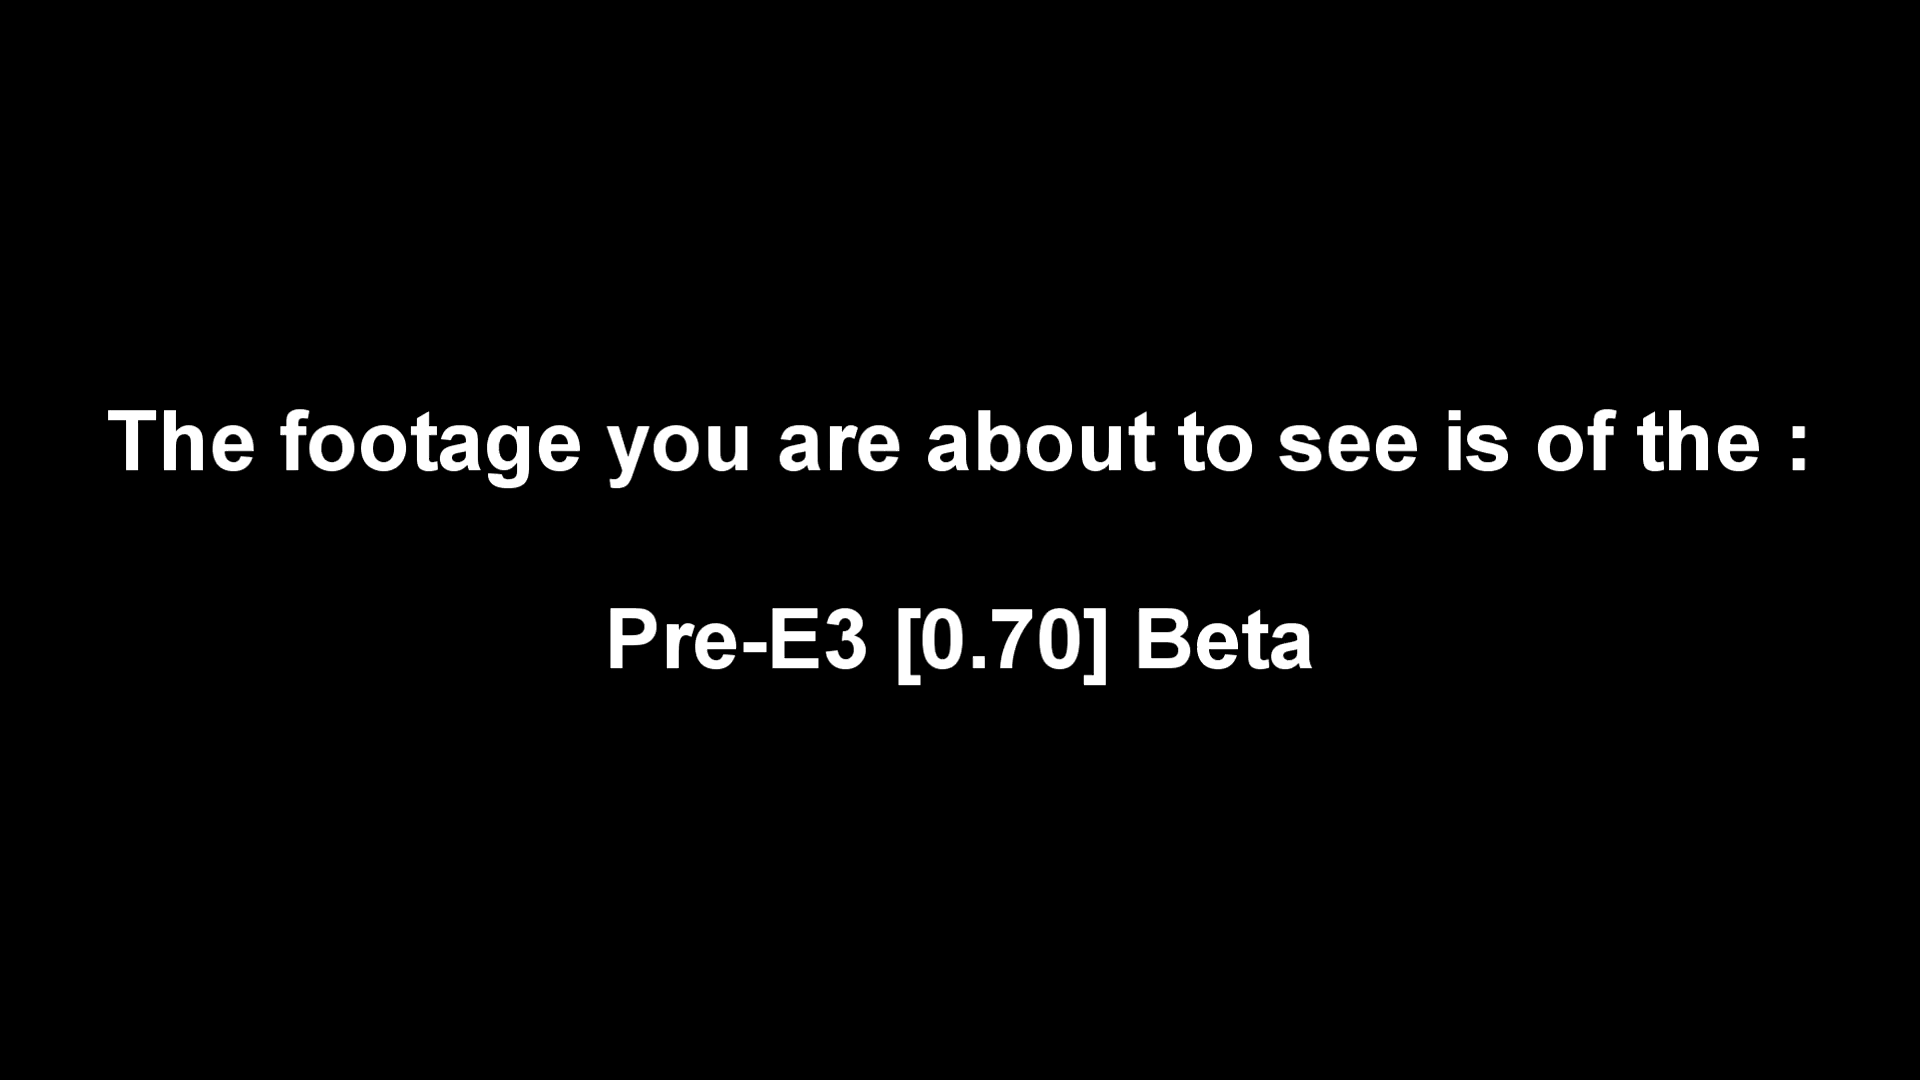 The footage you are about to see is of the :
Pre-E3 [0.70] Beta